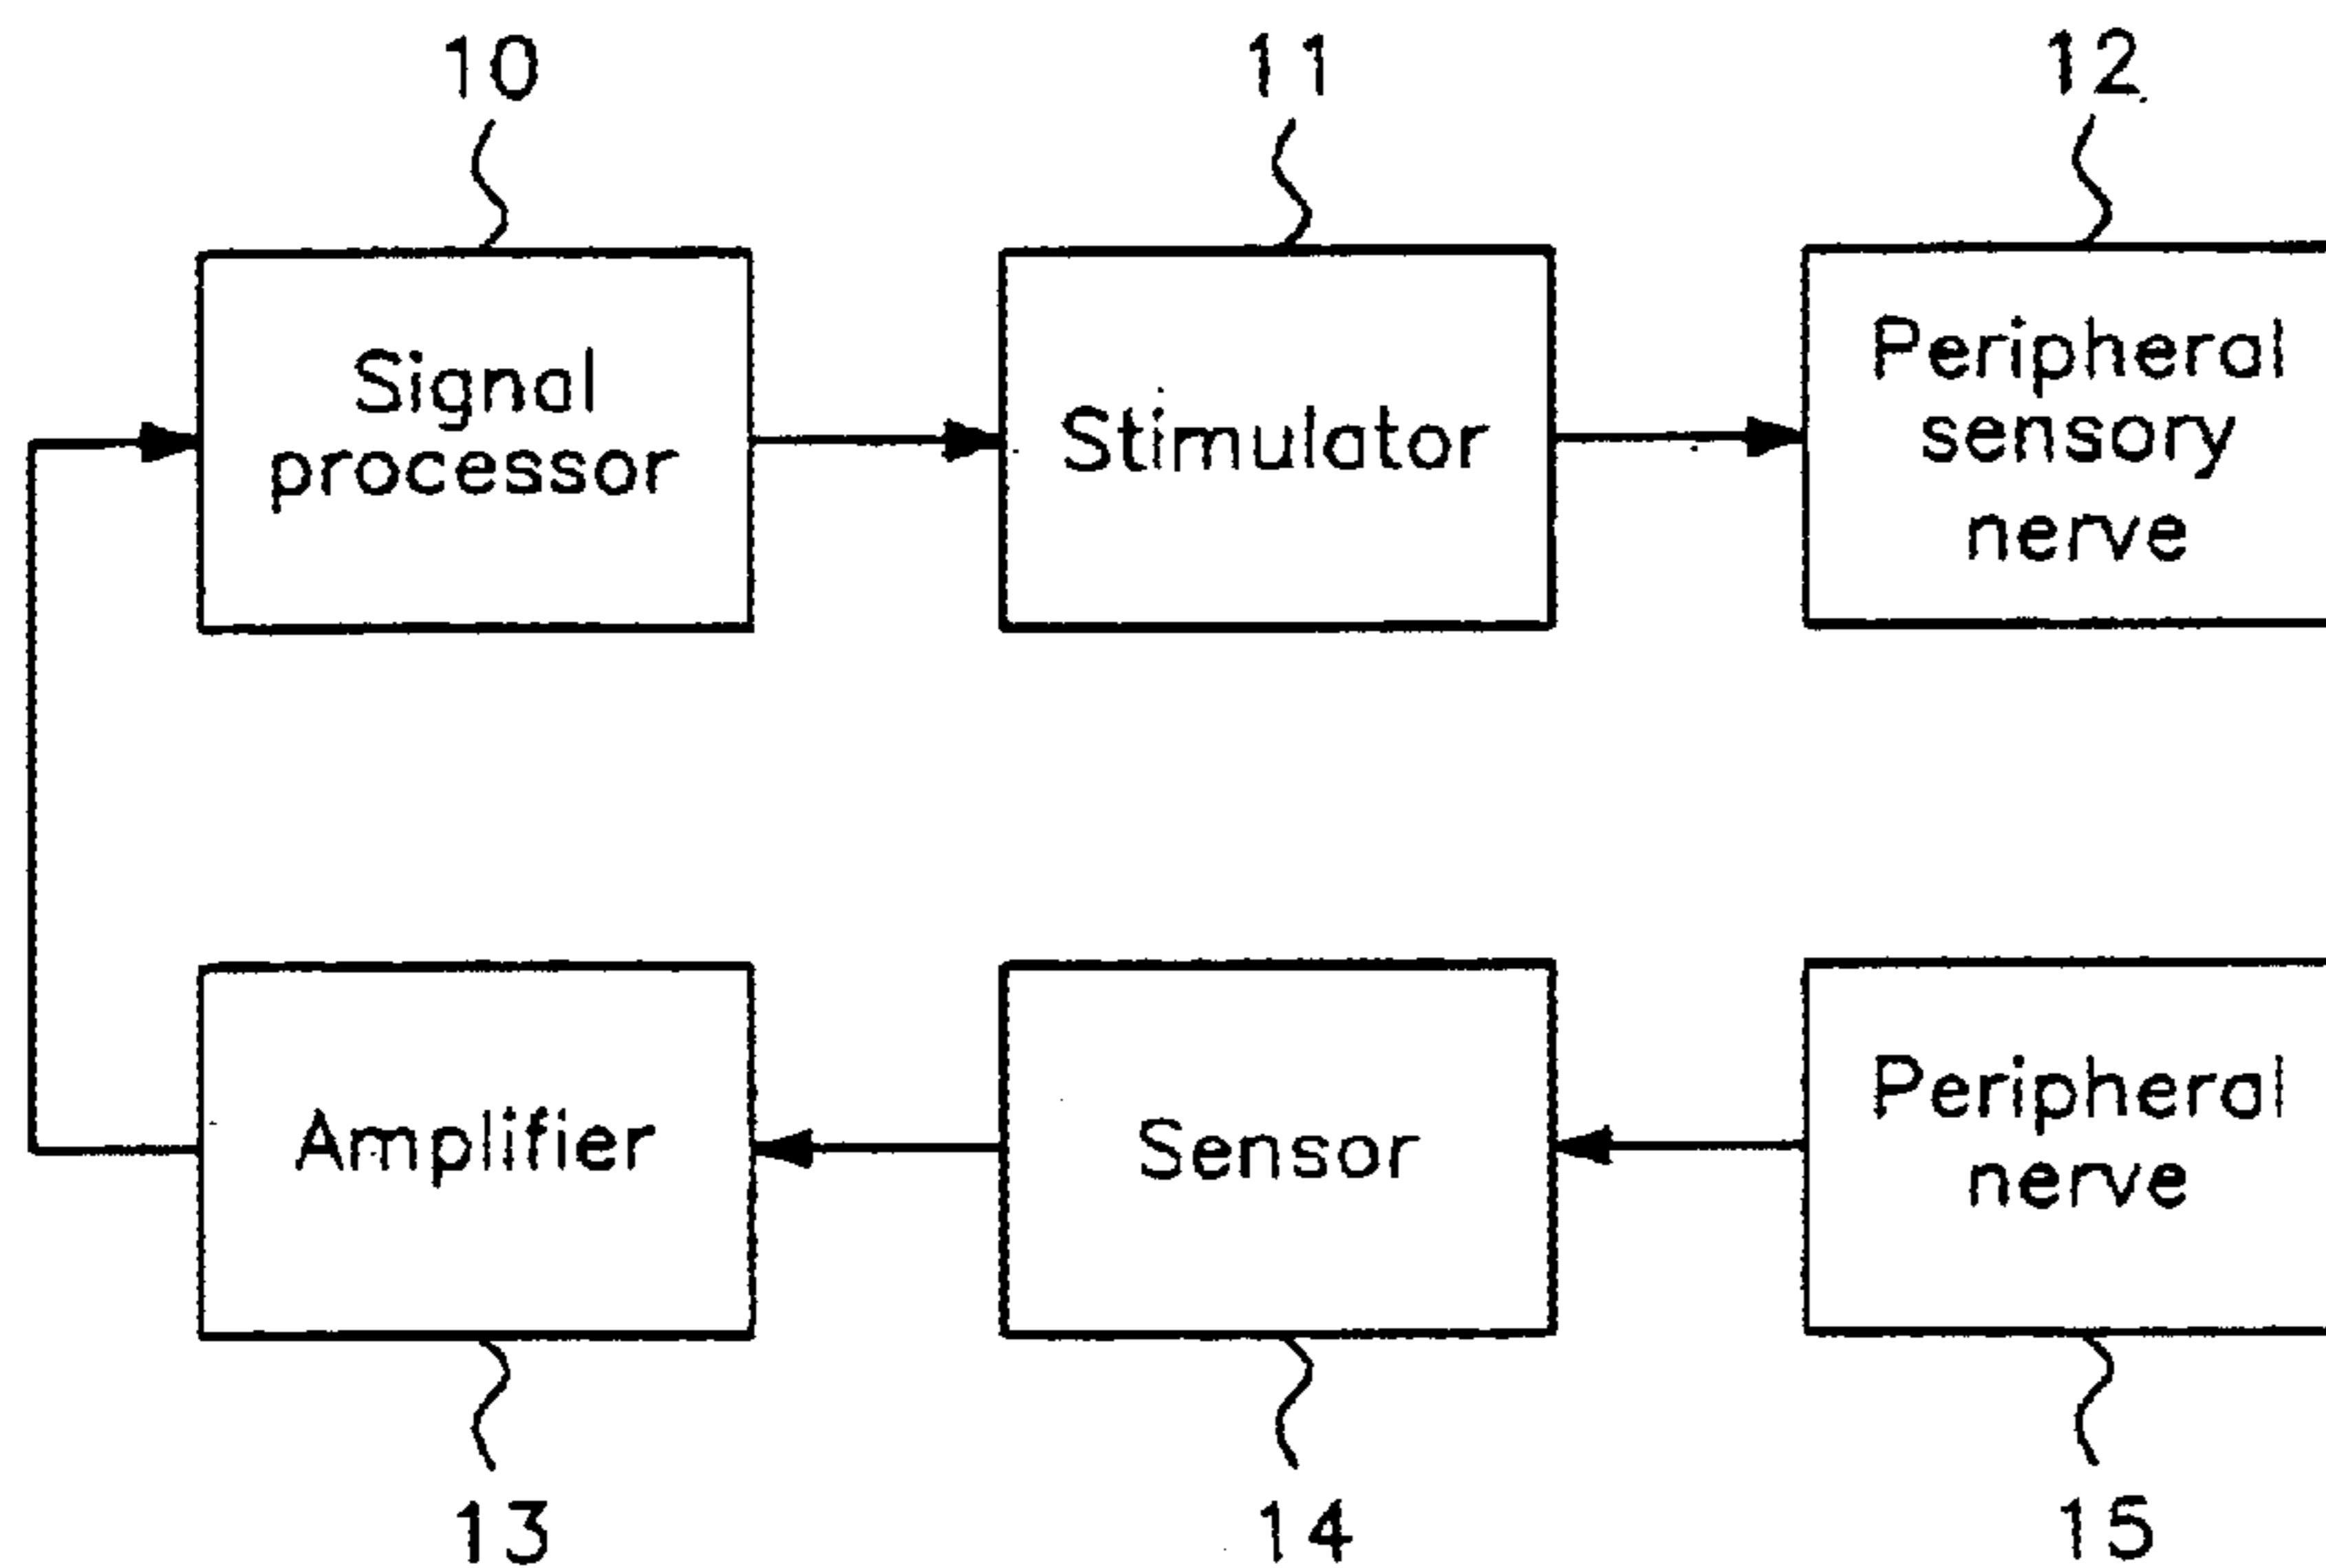 10
11
12
Signal
processor
Stimulator
Peripheral
sensory
nerve
Amplifier
Sensor
Peripheral
nerve
13
14
15